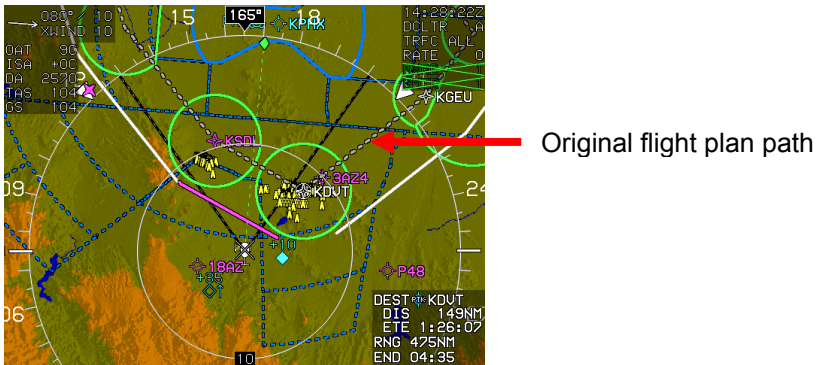 080° 10
XWIND 10
OAT 9C
ISA +0C
DA 2570
TAS 104
GS 104
15
165°
18
KPHX
14:28:22Z
DCLTR A
TRFC ALL
RATE 0
KGEU
KSDL
3AZ4
KDVT
09
24
+10
18AZ
+85
P48
06
10
DEST KDVT
DIS 149NM
ETE 1:26:07
RNG 475NM
END 04:35
Original flight plan path